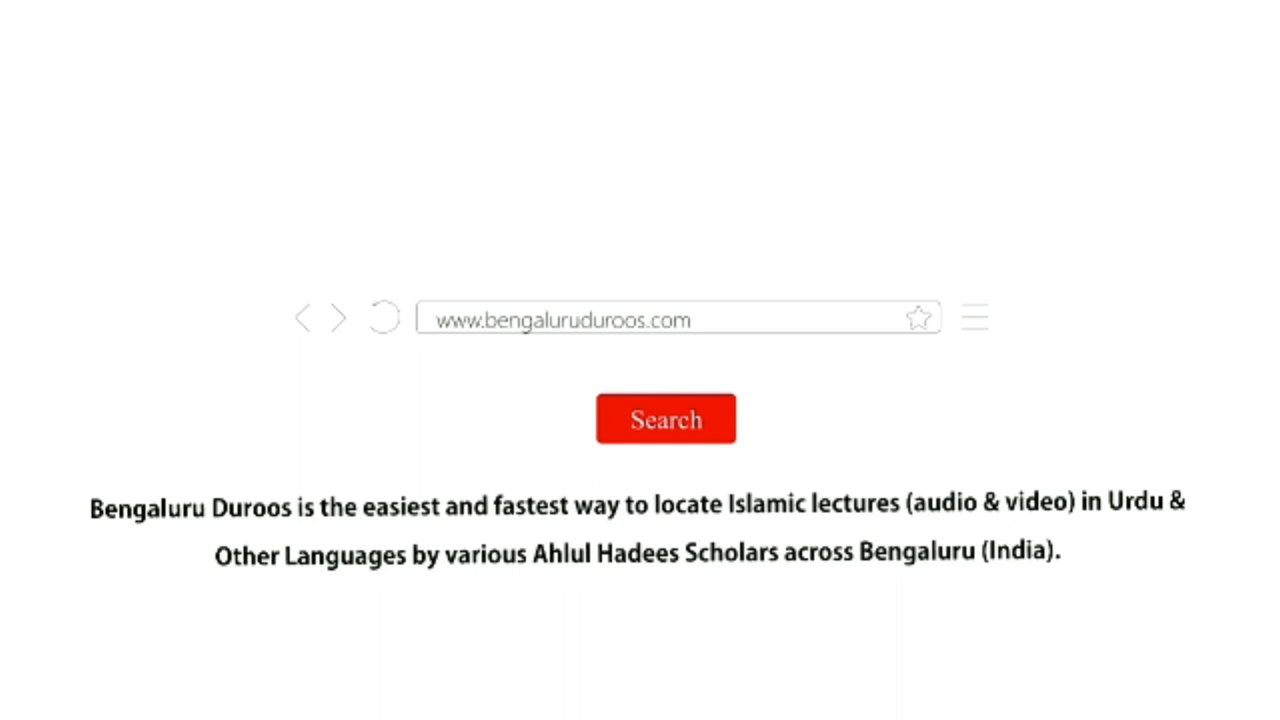 www.bengaluruduroos.com
Search
Bengaluru Duroos is the easiest and fastest way to locate Islamic lectures (audio & video) in Urdu &
Other Languages by various Ahlul Hadees Scholars across Bengaluru (India).